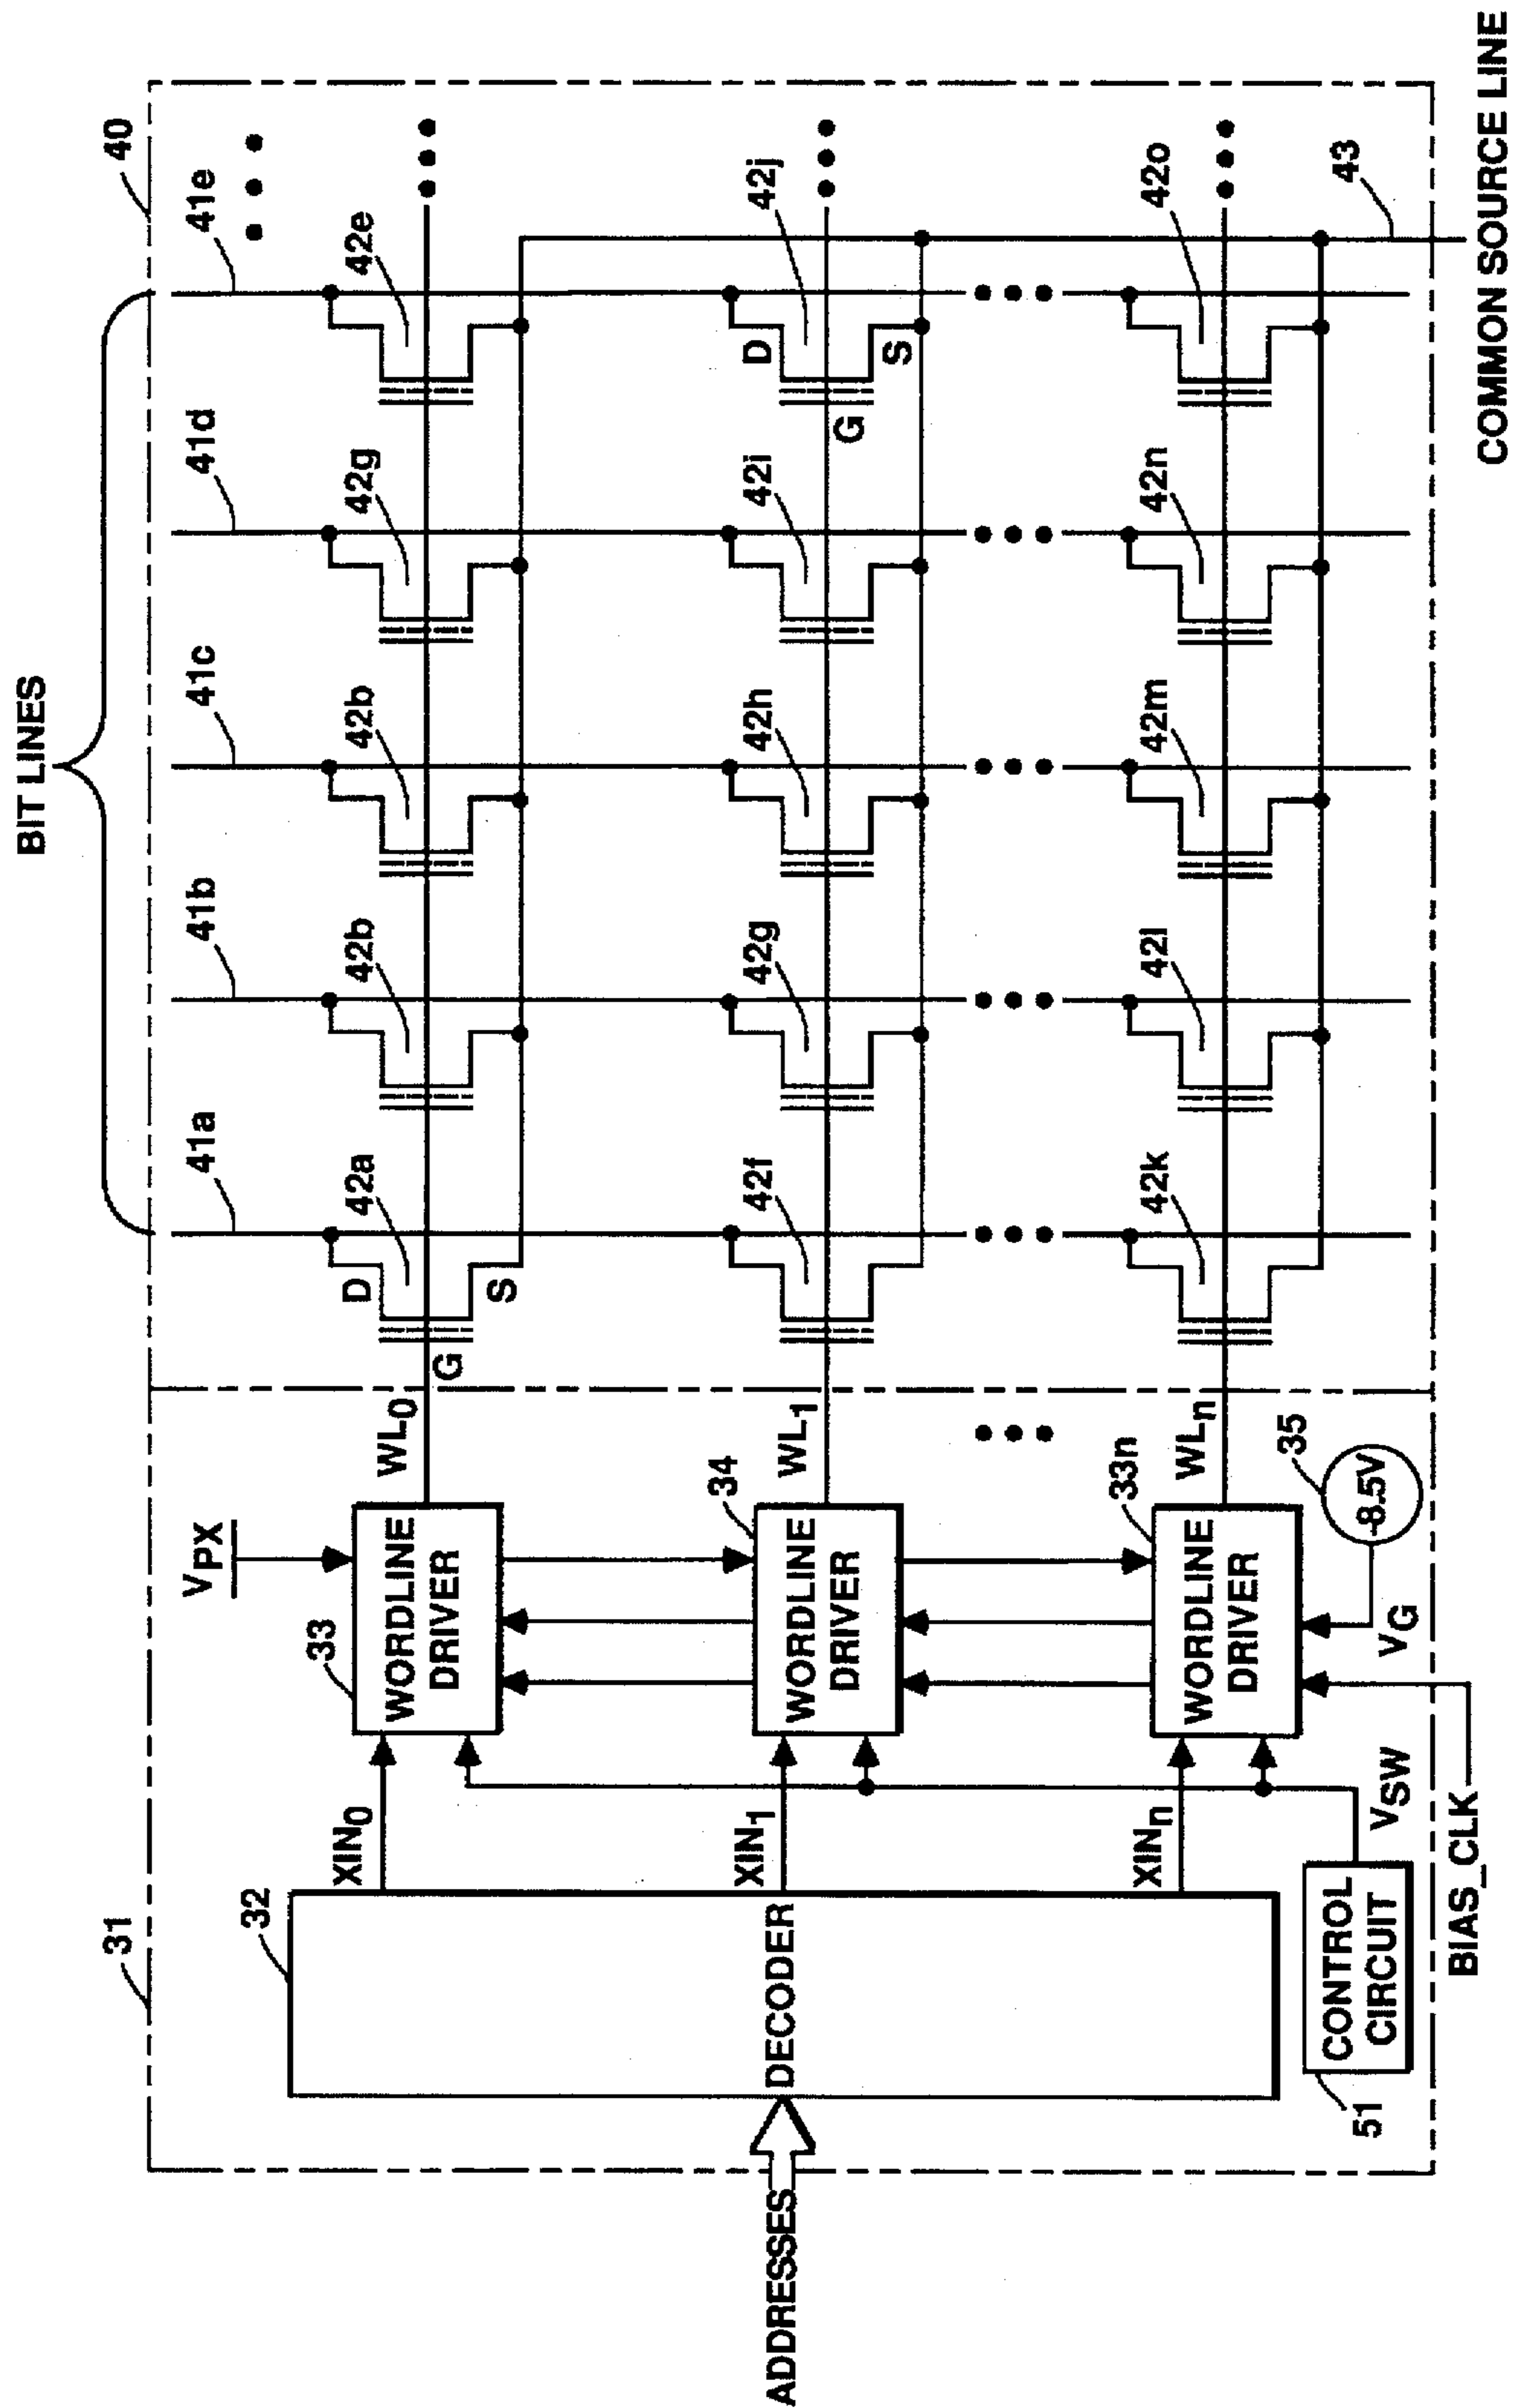 BIT LINES
41a
41b
41c
41d
41e
40
31
32
XIN0
33
VPX
WORDLINE
DRIVER
WL0
G
D
S
42a
42b
42b
42g
42e
ADDRESSES
DECODER
XIN1
34
WORDLINE
DRIVER
WL1
42f
42g
42h
42i
G
D
S
42j
XINn
33n
WORDLINE
DRIVER
WLn
42k
42l
42m
42n
42o
51
CONTROL
CIRCUIT
VSW
VG
35
-8.5V
43
BIAS_CLK
COMMON SOURCE LINE